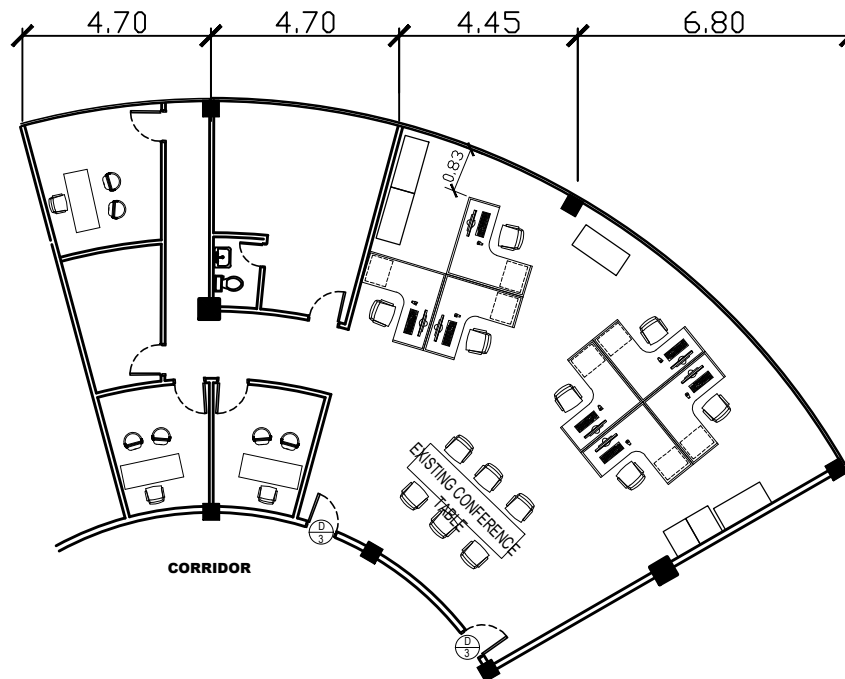 4.70 4.70 4.45 6.80
0.83
EXISTING CONFERENCE
TABLE
D
3
CORRIDOR
D
3